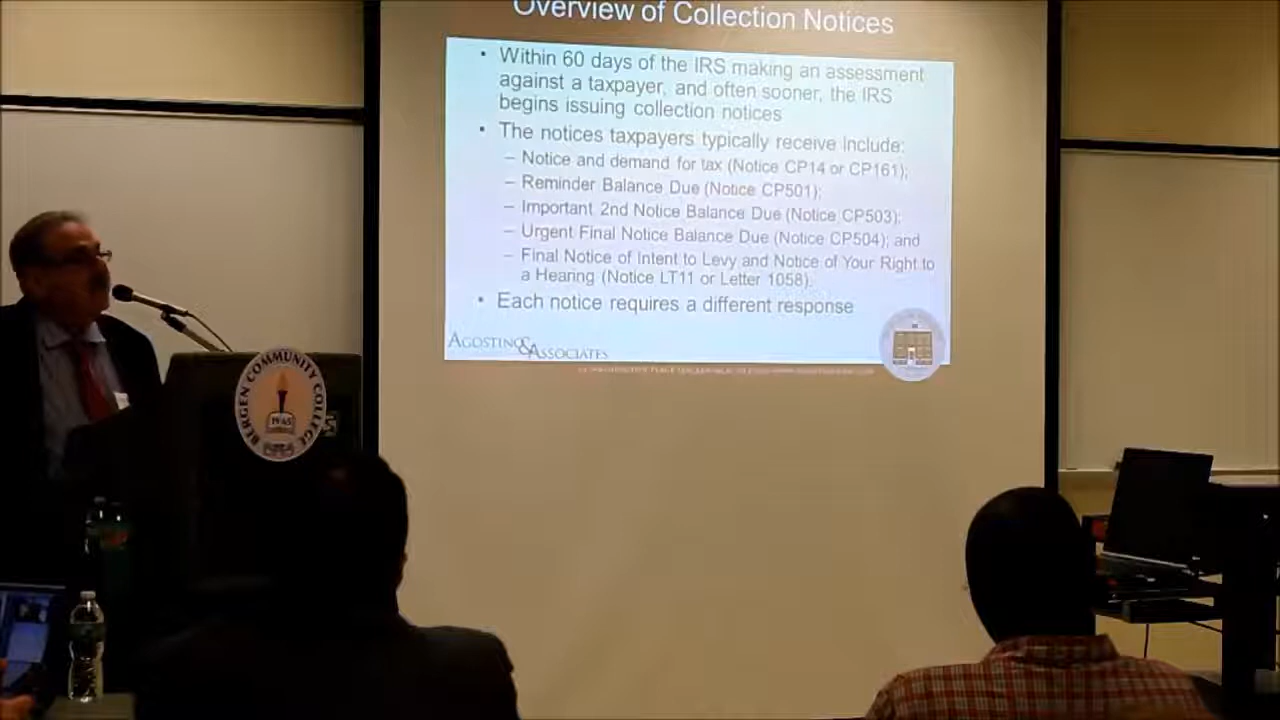 Overview of Collection Notices
• Within 60 days of the IRS making an assessment
against a taxpayer, and often sooner, the IRS
begins issuing collection notices
• The notices taxpayers typically receive include:
– Notice and demand for tax (Notice CP14 or CP161);
– Reminder Balance Due (Notice CP501);
– Important 2nd Notice Balance Due (Notice CP503);
– Urgent Final Notice Balance Due (Notice CP504); and
– Final Notice of Intent to Levy and Notice of Your Right to
a Hearing (Notice LT11 or Letter 1058).
• Each notice requires a different response
AGOSTINO & ASSOCIATES
BERGEN COMMUNITY COLLEGE
1965